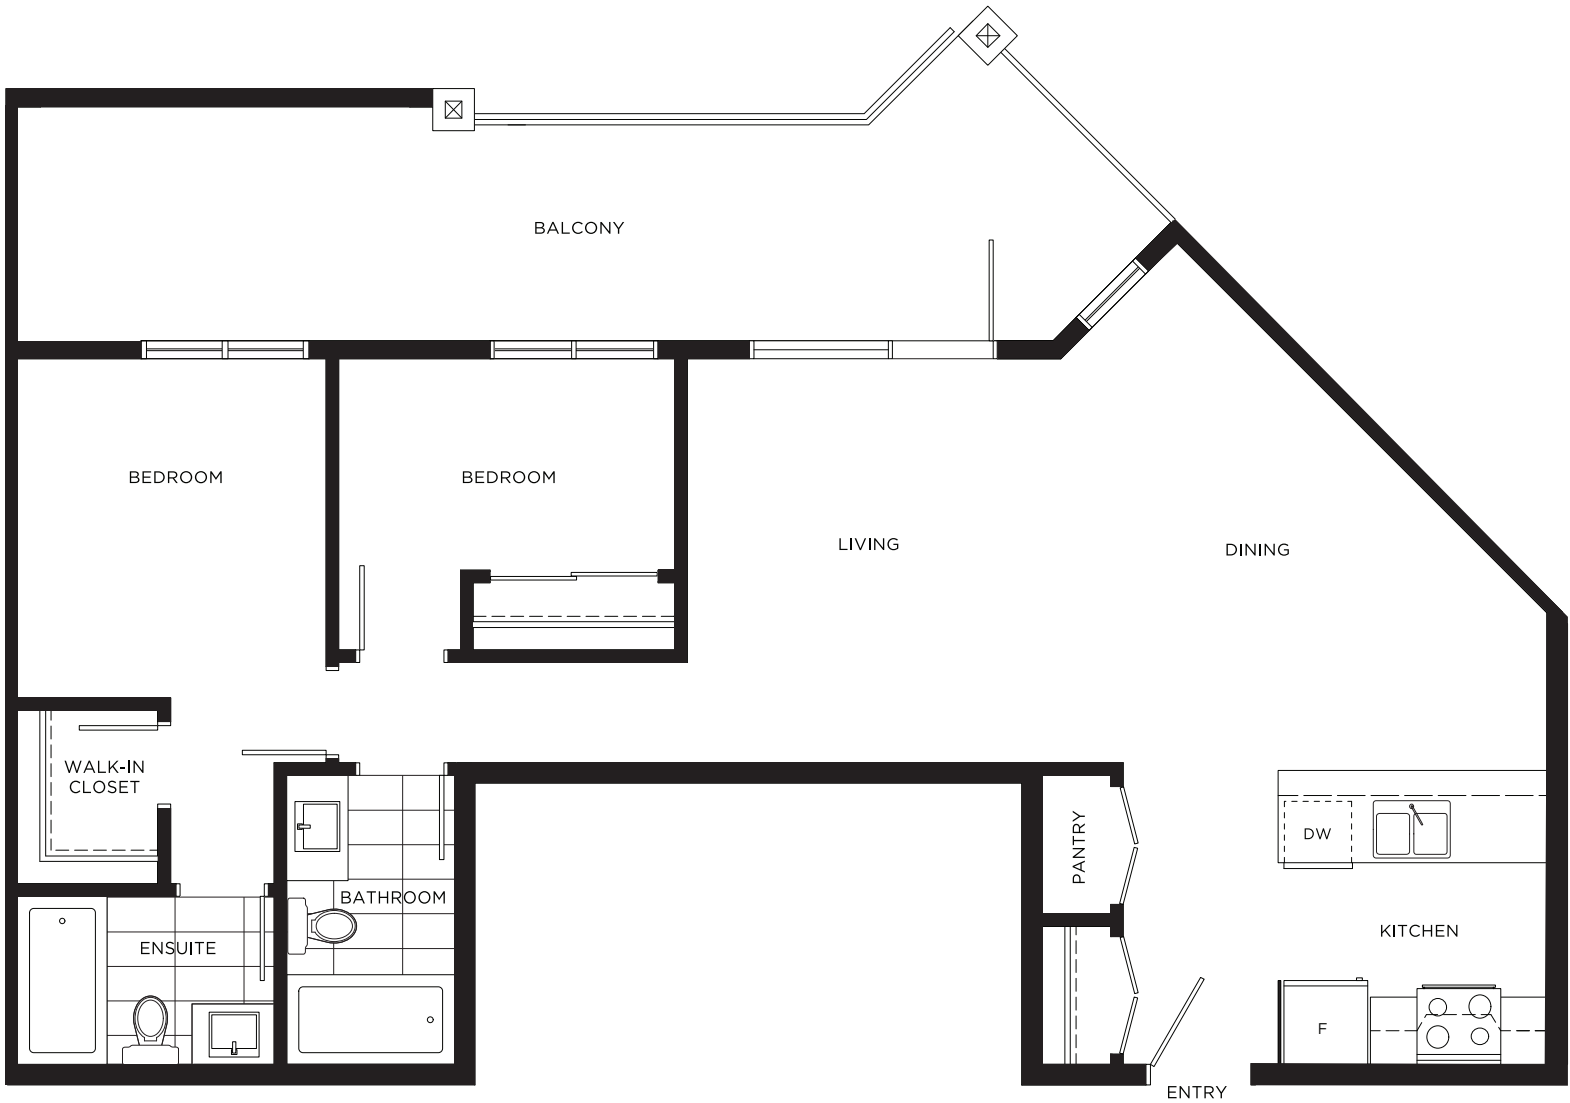 BALCONY
BEDROOM
BEDROOM
LIVING
DINING
WALK-IN
CLOSET
PANTRY
DW
BATHROOM
KITCHEN
ENSUITE
F
ENTRY